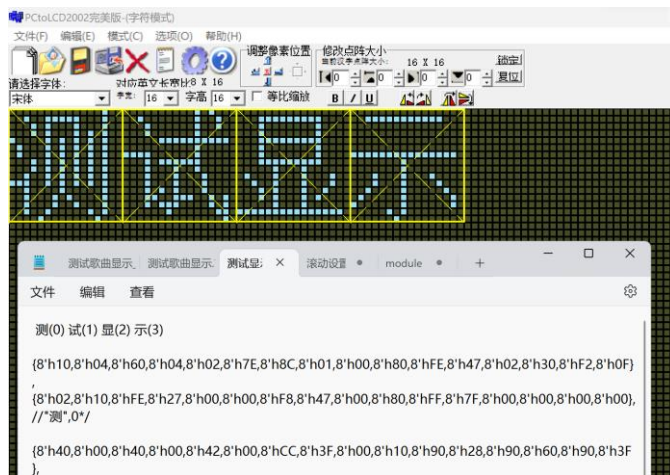 PCtoLCD2002完美版-(字符模式)
文件(F) 编辑(E) 模式(C) 选项(O) 帮助(H)
调整像素位置 修改点阵大小
当前汉字点阵大小: 16 X 16 锁定
请选择字体: 对应英文长宽比8 X 16 0 0 0 0 复位
宋体 字宽: 16 字高 16 等比缩放 B I U
测试显示
测试歌曲显示_ 测试歌曲显示. 测试显: × 滚动设置 • module • +
文件 编辑 查看
测(0) 试(1) 显(2) 示(3)
{8'h10,8'h04,8'h60,8'h04,8'h02,8'h7E,8'h8C,8'h01,8'h00,8'h80,8'hFE,8'h47,8'h02,8'h30,8'hF2,8'h0F}
,
{8'h02,8'h10,8'hFE,8'h27,8'h00,8'h00,8'hF8,8'h47,8'h00,8'h80,8'hFF,8'h7F,8'h00,8'h00,8'h00,8'h00},
//"测",0*/
{8'h40,8'h00,8'h40,8'h00,8'h42,8'h00,8'hCC,8'h3F,8'h00,8'h10,8'h90,8'h28,8'h90,8'h60,8'h90,8'h3F
},